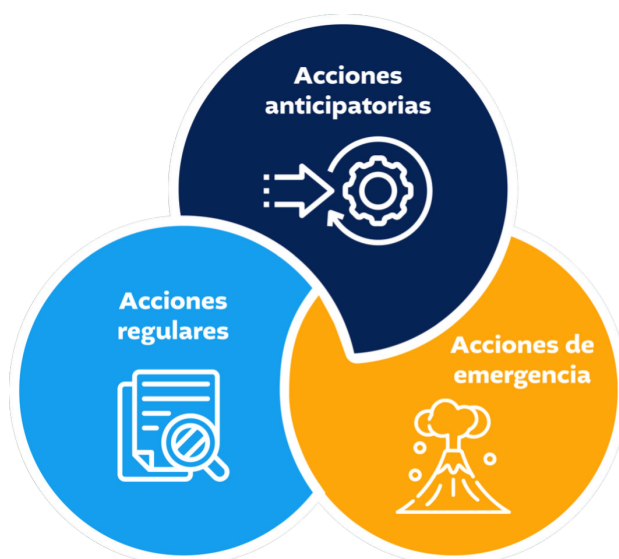 Acciones
anticipatorias
Acciones
regulares
Acciones de
emergencia